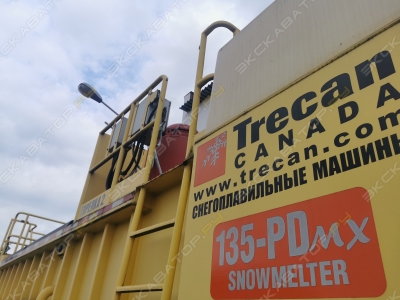 Trecan
CANADA
www.trecan.com
СНЕГОПЛАВИЛЬНЫЕ МАШИНЫ
135-PDMX
SNOWMELTER